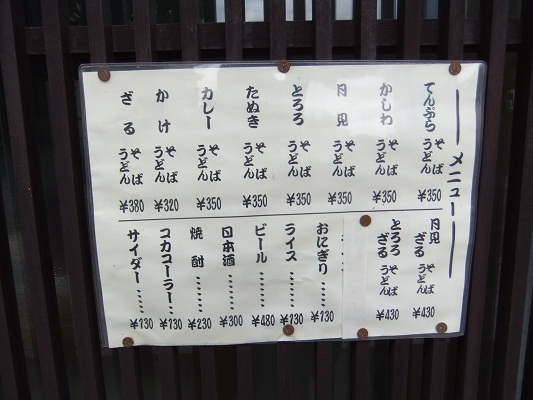 メニュー
てんぷら そば うどん ¥350
かしわ そば うどん ¥350
月見 そば うどん ¥350
とろろ そば うどん ¥350
たぬき そば うどん ¥350
カレー そば うどん ¥350
かけ そば うどん ¥320
ざる そば うどん ¥380
月見 ざる そば うどん ¥430
とろろ ざる そば うどん ¥430
おにぎり……¥130
ライス……¥130
ビール……¥480
日本酒……¥300
焼酎……¥230
コカコーラ……¥130
サイダー……¥130